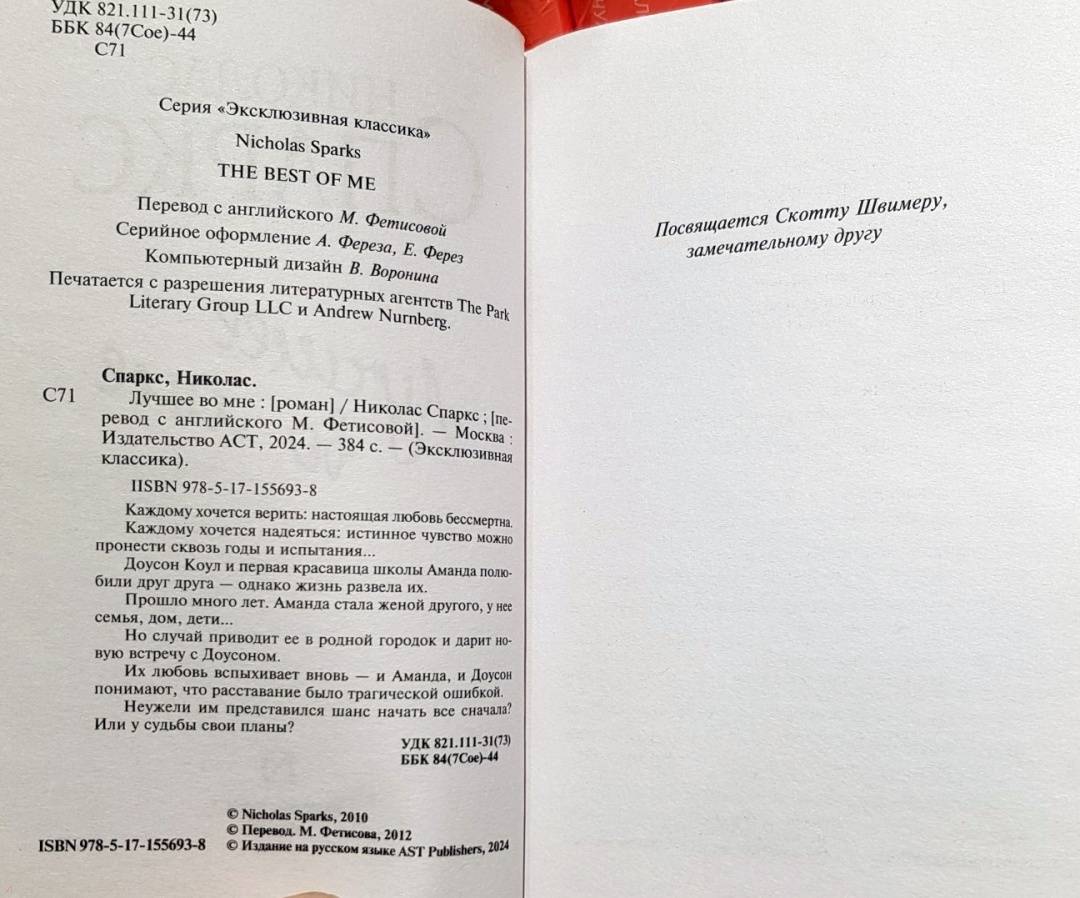 УДК 821.111-31(73)
ББК 84(7Сое)-44
С71
Серия «Эксклюзивная классика»
Nicholas Sparks
THE BEST OF ME
Перевод с английского М. Фетисовой
Серийное оформление А. Фереза, Е. Ферез
Компьютерный дизайн В. Воронина
Печатается с разрешения литературных агентств The Park
Literary Group LLC и Andrew Nurnberg.
Спаркс, Николас.
С71
Лучшее во мне : [роман] / Николас Спаркс ; [пе-
ревод с английского М. Фетисовой]. — Москва :
Издательство АСТ, 2024. — 384 с. — (Эксклюзивная
классика).
IISBN 978-5-17-155693-8
Каждому хочется верить: настоящая любовь бессмертна.
Каждому хочется надеяться: истинное чувство можно
пронести сквозь годы и испытания...
Доусон Коул и первая красавица школы Аманда полю-
били друг друга — однако жизнь развела их.
Прошло много лет. Аманда стала женой другого, у нее
семья, дом, дети...
Но случай приводит ее в родной городок и дарит но-
вую встречу с Доусоном.
Их любовь вспыхивает вновь — и Аманда, и Доусон
понимают, что расставание было трагической ошибкой.
Неужели им представился шанс начать все сначала?
Или у судьбы свои планы?
УДК 821.111-31(73)
ББК 84(7Сое)-44
© Nicholas Sparks, 2010
© Перевод. М. Фетисова, 2012
ISBN 978-5-17-155693-8
© Издание на русском языке AST Publishers, 2024
Посвящается Скотту Швимеру,
замечательному другу